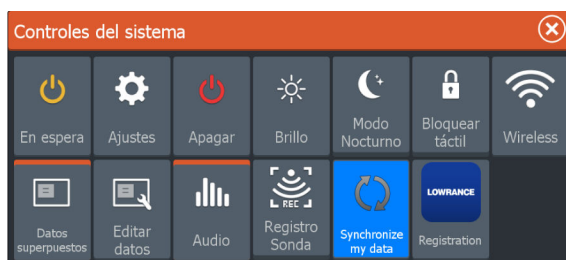 Controles del sistema
En espera
Ajustes
Apagar
Brillo
Modo
Nocturno
Bloquear
táctil
Wireless
Datos
superpuestos
Editar
datos
Audio
REC
Registro
Sonda
Synchronize
my data
LOWRANCE
Registration